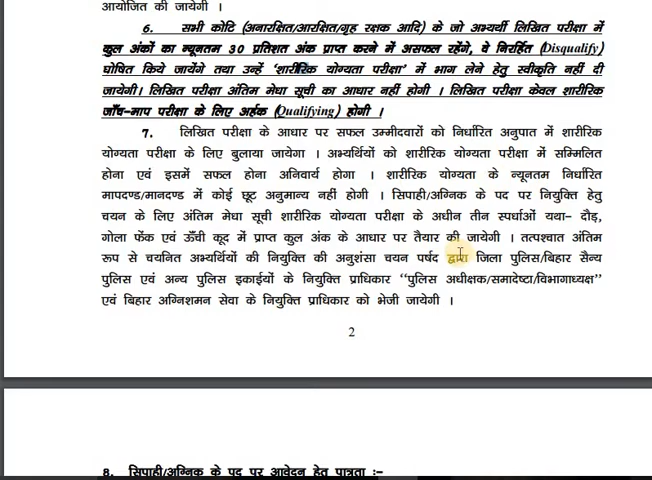 आयोजित की जायेगी ।
6. सभी कोटि (अनारक्षित/आरक्षित/गृह रक्षक आदि) के जो अभ्यर्थी लिखित परीक्षा में
कुल अंकों का न्यूनतम 30 प्रतिशत अंक प्राप्त करने में असफल रहेंगे, वे निरर्हित (Disqualify)
घोषित किये जायेंगे तथा उन्हें ‘शारीरिक योग्यता परीक्षा’ में भाग लेने हेतु स्वीकृति नहीं दी
जायेगी। लिखित परीक्षा अंतिम मेधा सूची का आधार नहीं होगी । लिखित परीक्षा केवल शारीरिक
जाँच-माप परीक्षा के लिए अर्हक (Qualifying) होगी ।
7. लिखित परीक्षा के आधार पर सफल उम्मीदवारों को निर्धारित अनुपात में शारीरिक
योग्यता परीक्षा के लिए बुलाया जायेगा । अभ्यर्थियों को शारीरिक योग्यता परीक्षा में सम्मिलित
होना एवं इसमें सफल होना अनिवार्य होगा । शारीरिक योग्यता के न्यूनतम निर्धारित
मापदण्ड/मानदण्ड में कोई छूट अनुमान्य नहीं होगी । सिपाही/अग्निक के पद पर नियुक्ति हेतु
चयन के लिए अंतिम मेधा सूची शारीरिक योग्यता परीक्षा के अधीन तीन स्पर्धाओं यथा- दौड़,
गोला फेंक एवं ऊँची कूद में प्राप्त कुल अंक के आधार पर तैयार की जायेगी । तत्पश्चात अंतिम
रूप से चयनित अभ्यर्थियों की नियुक्ति की अनुशंसा चयन पर्षद द्वारा जिला पुलिस/बिहार सैन्य
पुलिस एवं अन्य पुलिस इकाईयों के नियुक्ति प्राधिकार ‘‘पुलिस अधीक्षक/समादेष्टा/विभागाध्यक्ष’’
एवं बिहार अग्निशमन सेवा के नियुक्ति प्राधिकार को भेजी जायेगी ।
2
8. सिपाही/अग्निक के पद पर आवेदन हेतु पात्रता :-